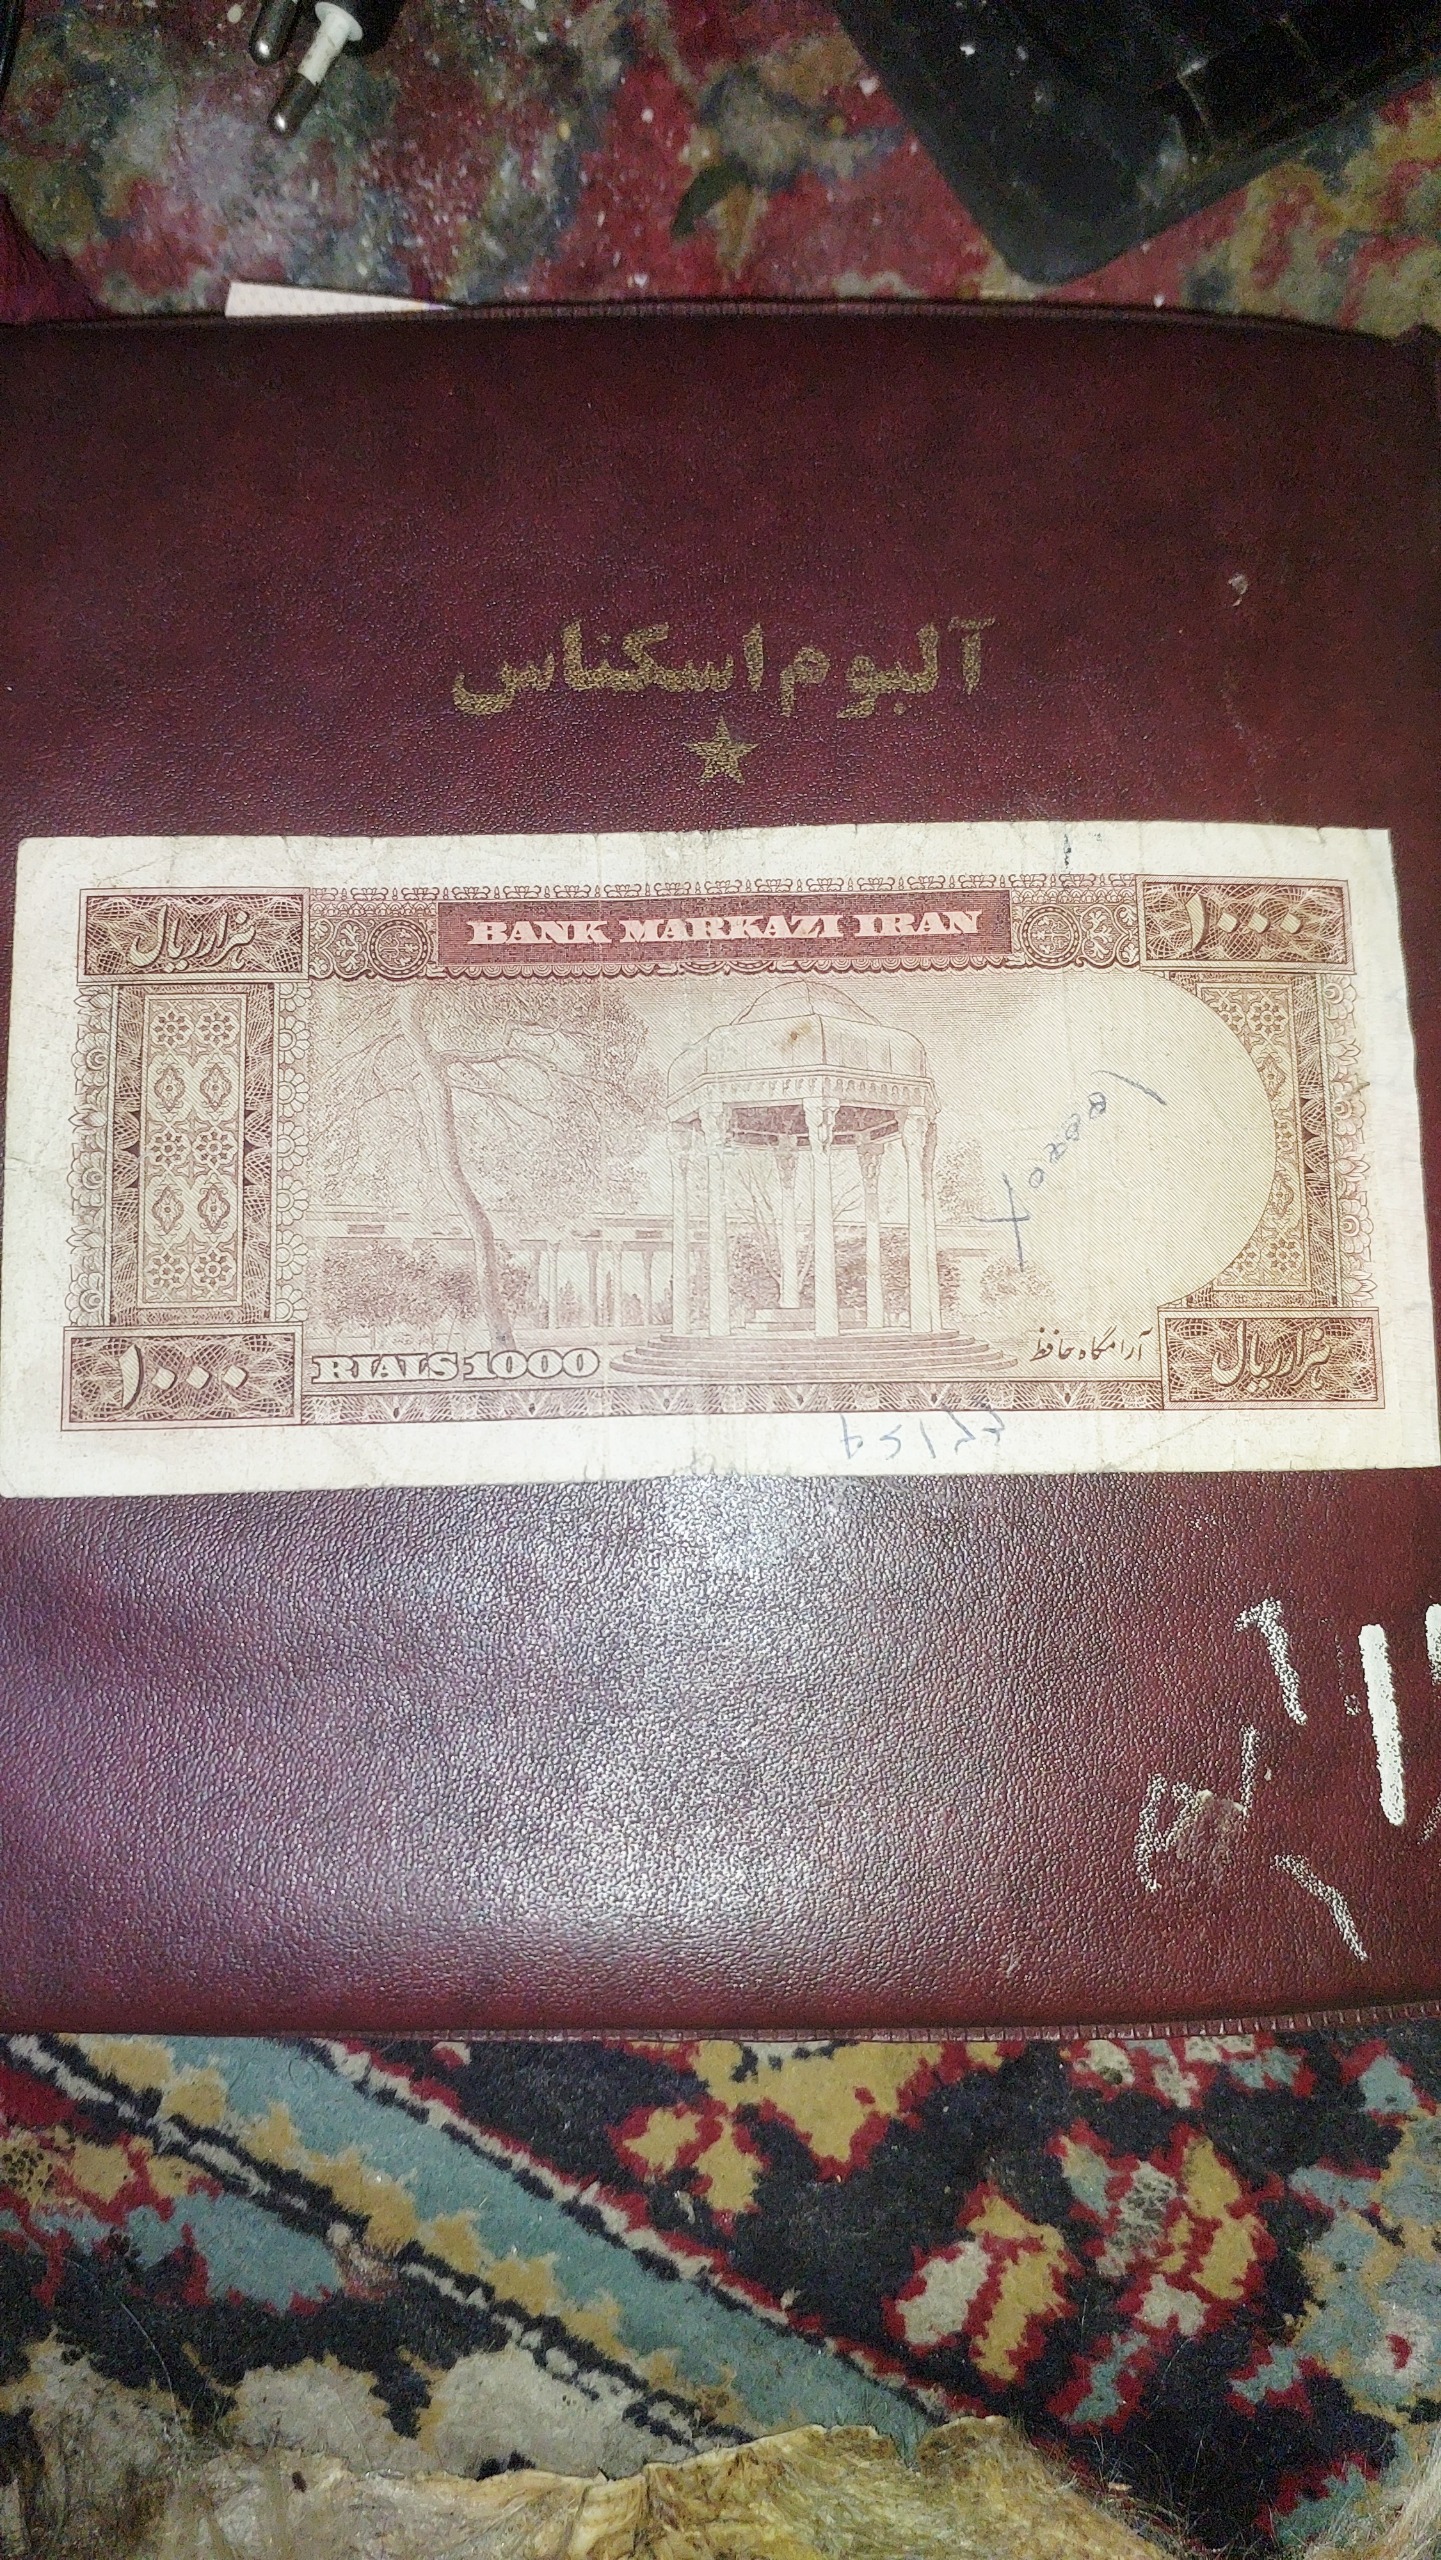 آلبوم اسکناس
هزار ریال BANK MARKAZI IRAN ۱۰۰۰
آرامگاه حافظ
۱۰۰۰ RIALS 1000 هزار ریال